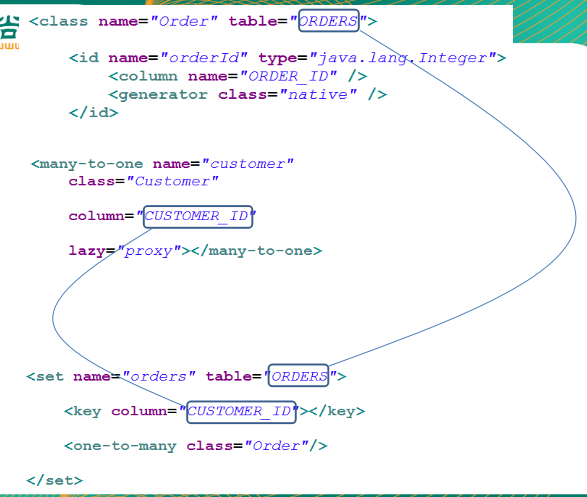 <class name="Order" table="ORDERS">
<id name="orderId" type="java.lang.Integer">
<column name="ORDER_ID" />
<generator class="native" />
</id>
<many-to-one name="customer"
class="Customer"
column="CUSTOMER_ID"
lazy="proxy"></many-to-one>
<set name="orders" table="ORDERS">
<key column="CUSTOMER_ID"></key>
<one-to-many class="Order"/>
</set>